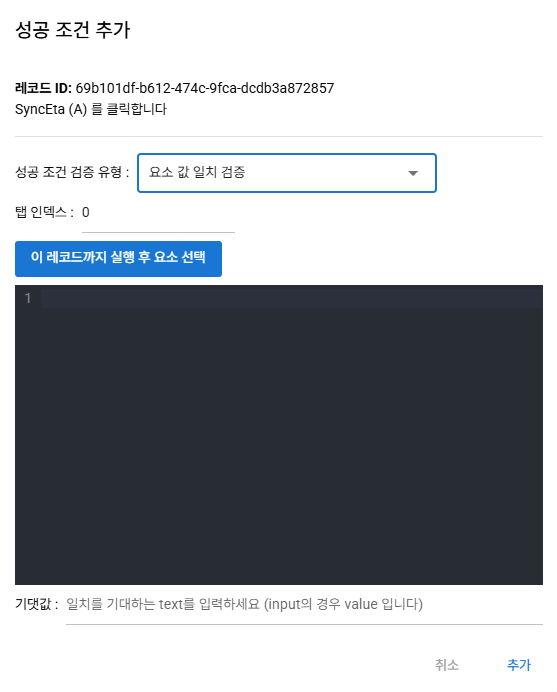 성공 조건 추가
레코드 ID: 69b101df-b612-474c-9fca-dcdb3a872857
SyncEta (A) 를 클릭합니다
성공 조건 검증 유형 : 요소 값 일치 검증
탭 인덱스 : 0
이 레코드까지 실행 후 요소 선택
1
기댓값 : 일치를 기대하는 text를 입력하세요 (input의 경우 value 입니다)
취소 추가